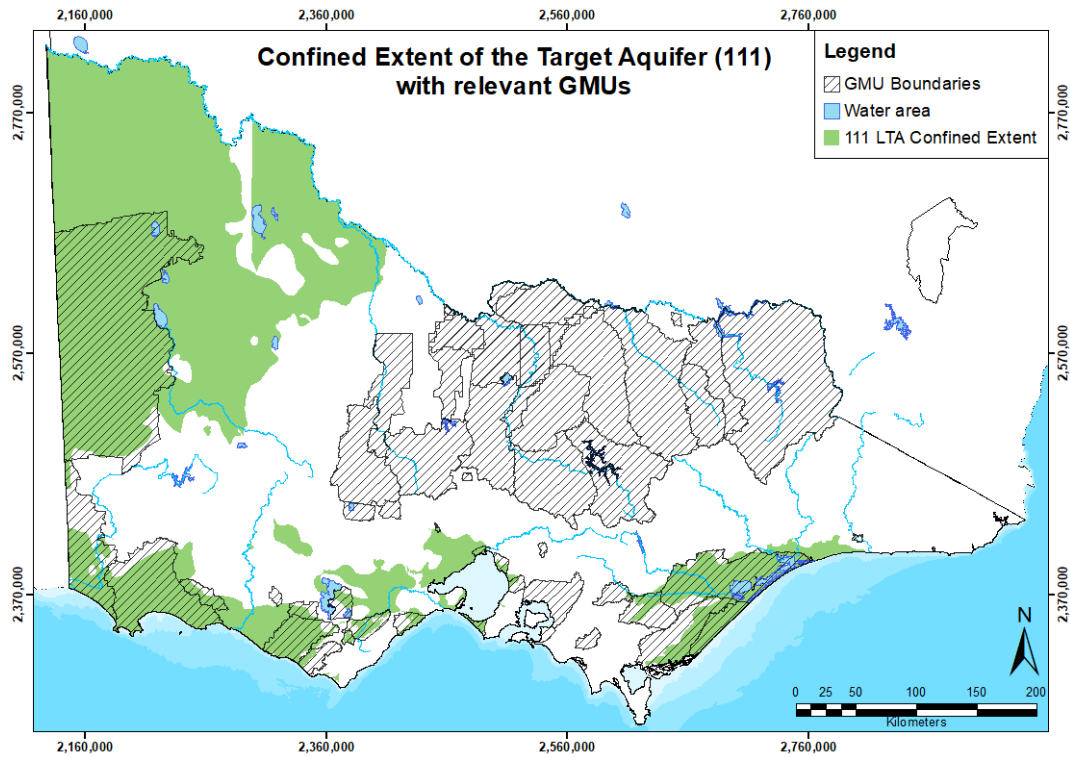 2,160,000 2,360,000 2,560,000 2,760,000
Confined Extent of the Target Aquifer (111)
with relevant GMUs
Legend
GMU Boundaries
Water area
111 LTA Confined Extent
2,770,000 2,770,000
2,570,000 2,570,000
2,370,000 2,370,000
N
0 25 50 100 150 200
Kilometers
2,160,000 2,360,000 2,560,000 2,760,000